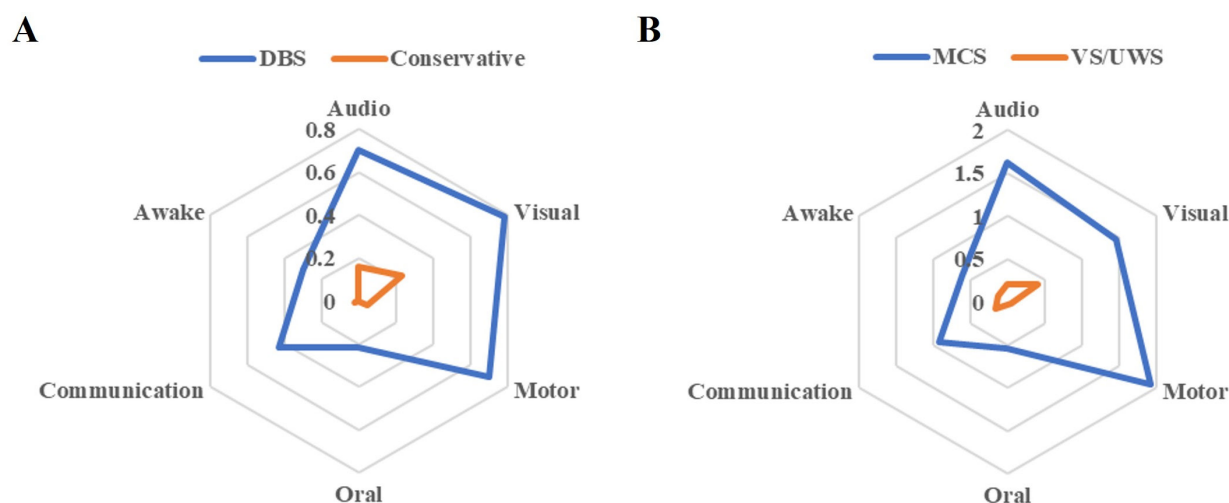 A
DBS Conservative
Audio
0.8
0.6
0.4
0.2
0
Visual
Motor
Oral
Communication
Awake
B
MCS VS/UWS
Audio
2
1.5
1
0.5
0
Visual
Motor
Oral
Communication
Awake